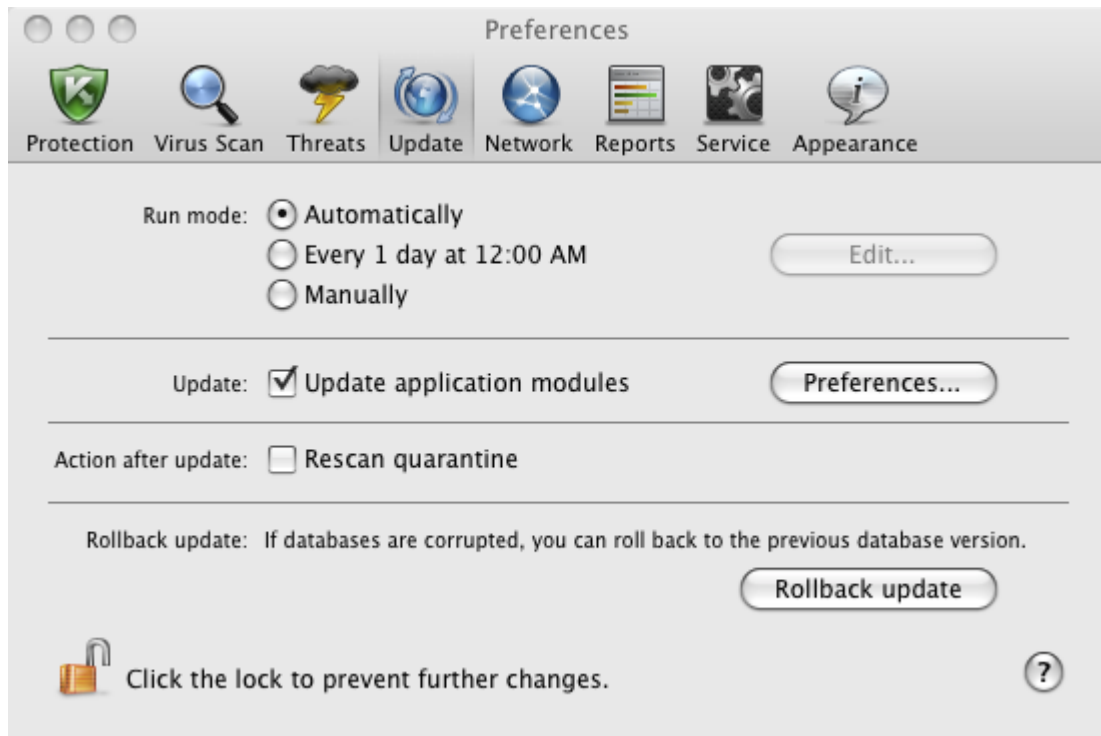 Preferences
Protection Virus Scan Threats Update Network Reports Service Appearance
Run mode: Automatically
Every 1 day at 12:00 AM Edit...
Manually
Update: Update application modules Preferences...
Action after update: Rescan quarantine
Rollback update: If databases are corrupted, you can roll back to the previous database version.
Rollback update
Click the lock to prevent further changes. ?